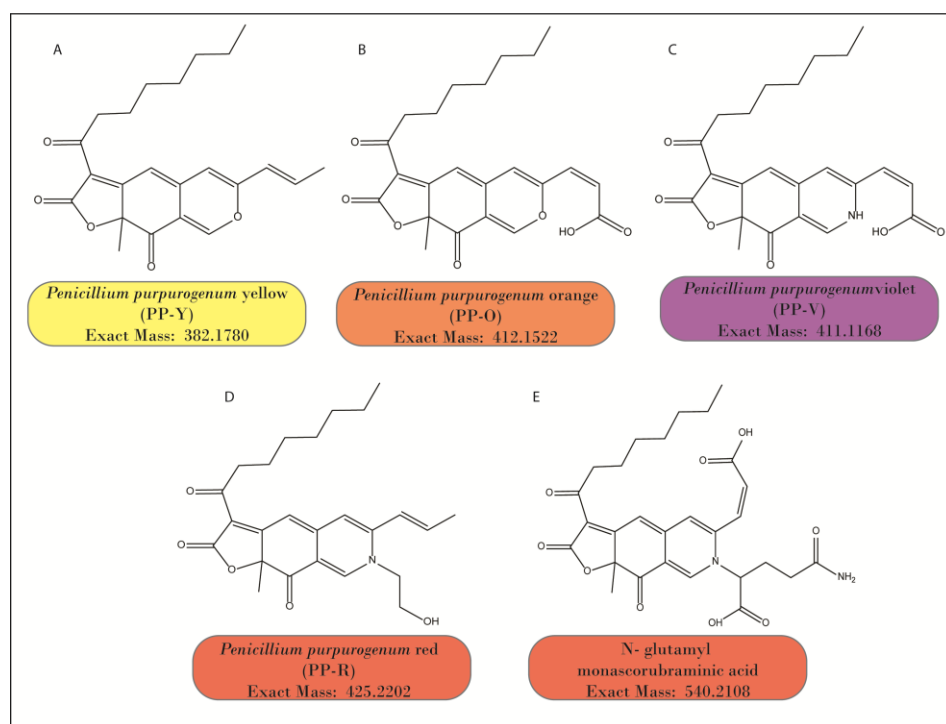 A
O
O
O
O
O
Penicillium purpurogenum yellow
(PP-Y)
Exact Mass: 382.1780
B
O
O
O
O
HO
O
O
Penicillium purpurogenum orange
(PP-O)
Exact Mass: 412.1522
C
O
O
O
NH
HO
O
O
Penicillium purpurogenumviolet
(PP-V)
Exact Mass: 411.1168
D
O
O
O
N
O
OH
Penicillium purpurogenum red
(PP-R)
Exact Mass: 425.2202
E
OH
O
O
O
O
N
O
NH₂
O
OH
O
N- glutamyl
monascorubraminic acid
Exact Mass: 540.2108